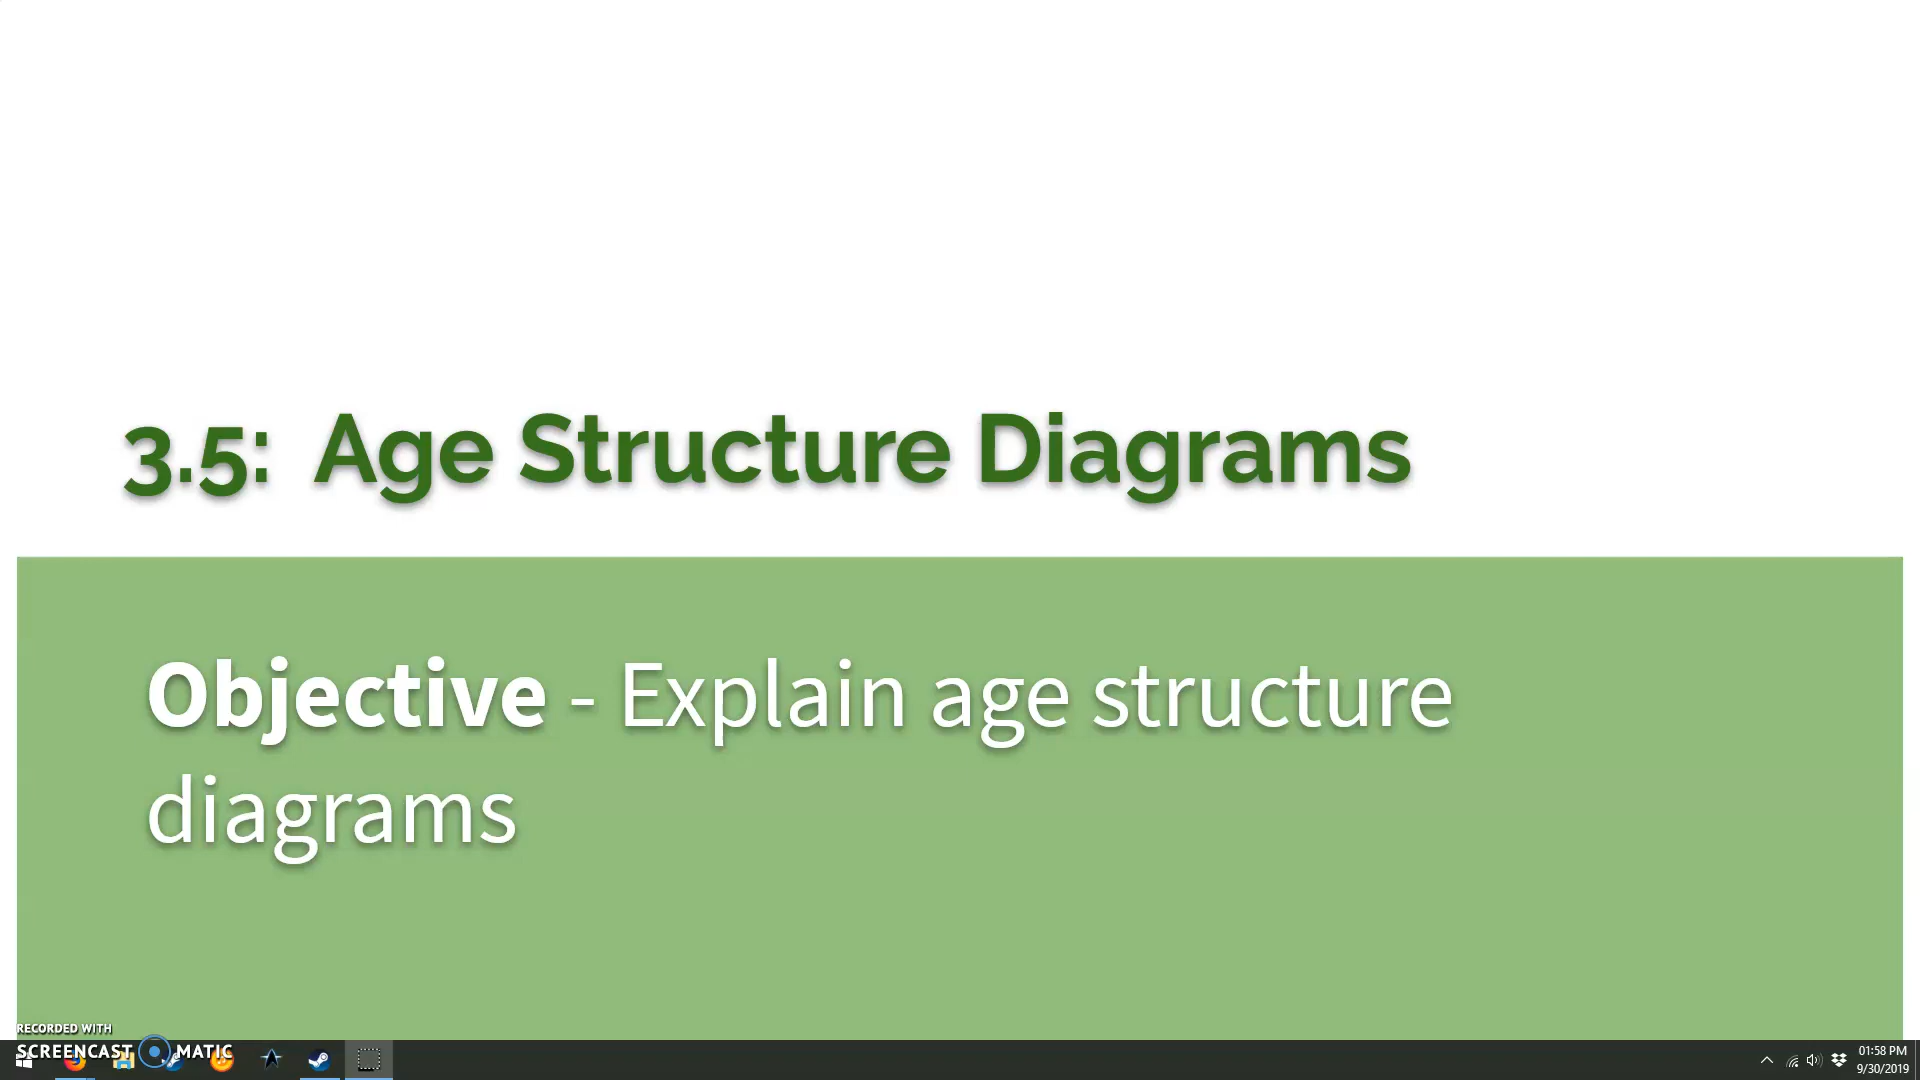 3.5: Age Structure Diagrams
Objective - Explain age structure
diagrams
RECORDED WITH
SCREENCAST MATIC
01:58 PM
9/30/2019